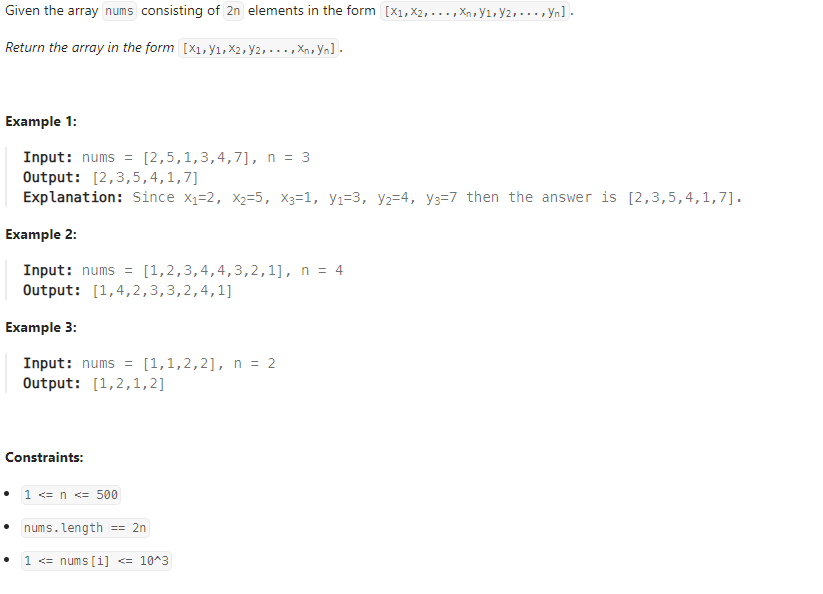 Given the array nums consisting of 2n elements in the form [x₁,x₂,...,xₙ,y₁,y₂,...,yₙ].
Return the array in the form [x₁,y₁,x₂,y₂,...,xₙ,yₙ].
Example 1:
Input: nums = [2,5,1,3,4,7], n = 3
Output: [2,3,5,4,1,7]
Explanation: Since x₁=2, x₂=5, x₃=1, y₁=3, y₂=4, y₃=7 then the answer is [2,3,5,4,1,7].
Example 2:
Input: nums = [1,2,3,4,4,3,2,1], n = 4
Output: [1,4,2,3,3,2,4,1]
Example 3:
Input: nums = [1,1,2,2], n = 2
Output: [1,2,1,2]
Constraints:
• 1 <= n <= 500
• nums.length == 2n
• 1 <= nums[i] <= 10^3